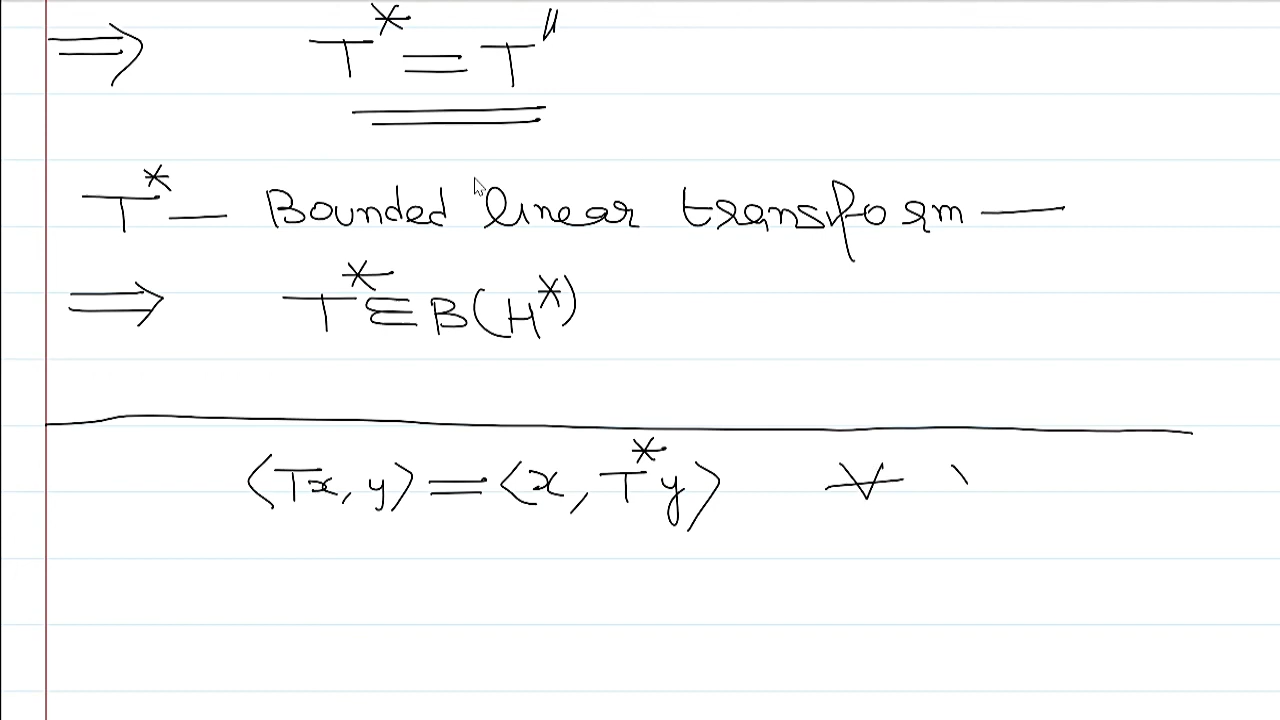 ⟹ T* = T"
T* — Bounded linear transform —
⟹ T* ∈ B(H*)
⟨Tx, y⟩ = ⟨x, T*y⟩ ∀